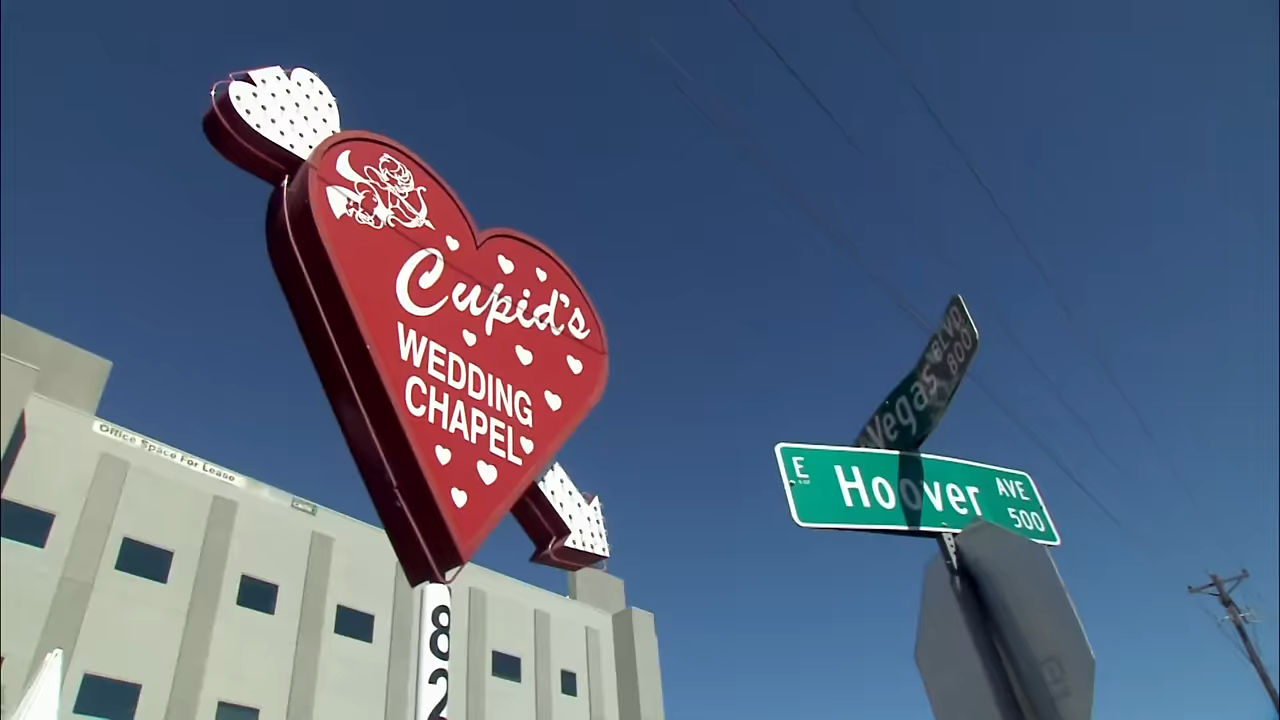 Cupid's
WEDDING
CHAPEL
Office Space For Lease
82
Vegas BLVD
800
E Hoover AVE
500